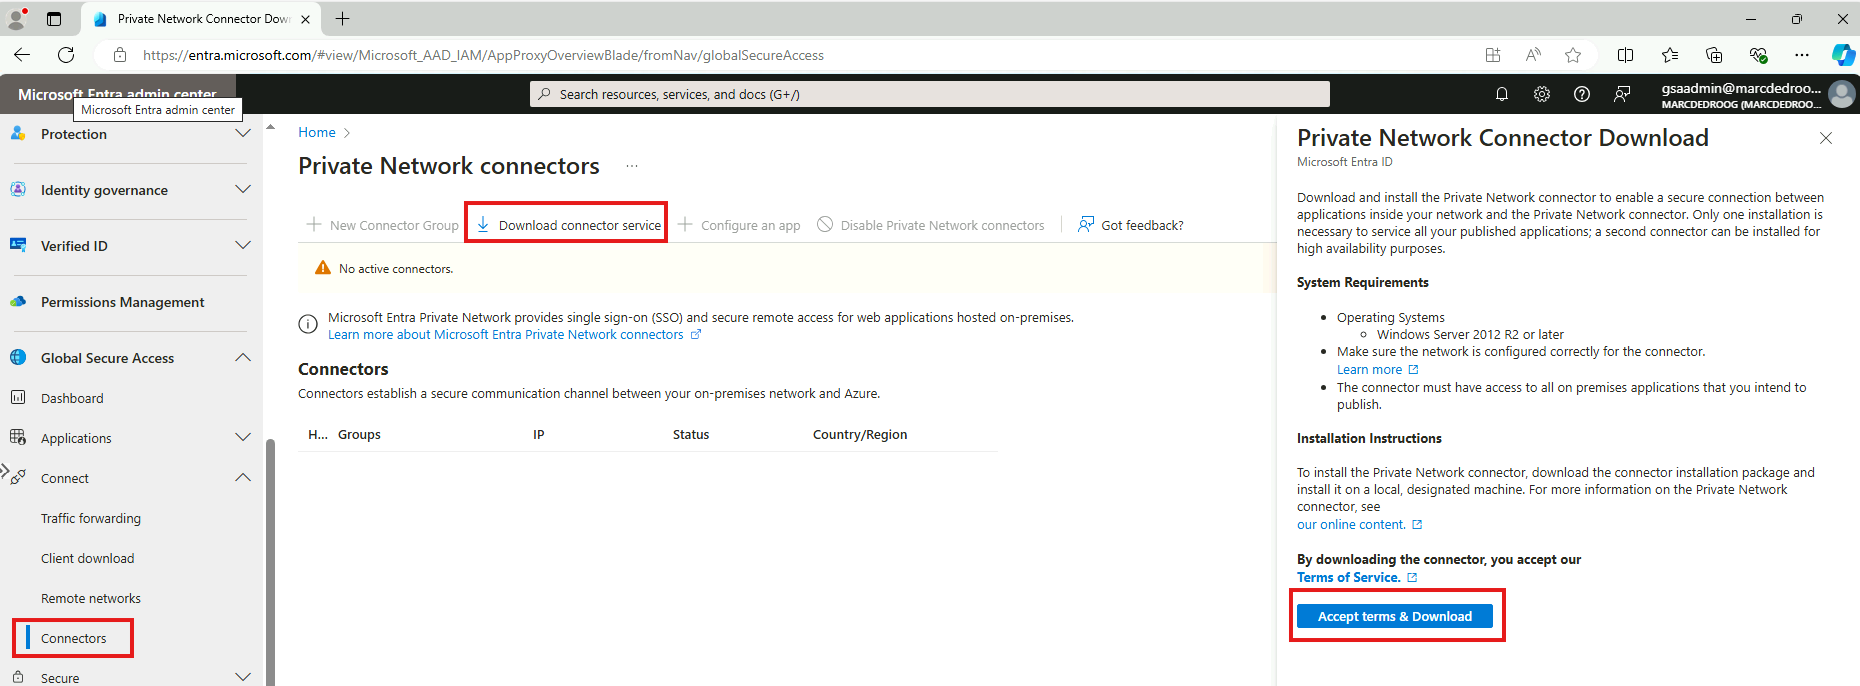 Private Network Connector Dow
https://entra.microsoft.com/#view/Microsoft_AAD_IAM/AppProxyOverviewBlade/fromNav/globalSecureAccess
Microsoft Entra admin center
Search resources, services, and docs (G+/)
gsaadmin@marcdedroo...
MARCDEDROOG (MARCDEDROO...
Microsoft Entra admin center
Protection
Identity governance
Verified ID
Permissions Management
Global Secure Access
Dashboard
Applications
Connect
Traffic forwarding
Client download
Remote networks
Connectors
Secure
Home
Private Network connectors
...
New Connector Group
Download connector service
Configure an app
Disable Private Network connectors
Got feedback?
No active connectors.
Microsoft Entra Private Network provides single sign-on (SSO) and secure remote access for web applications hosted on-premises.
Learn more about Microsoft Entra Private Network connectors
Connectors
Connectors establish a secure communication channel between your on-premises network and Azure.
H... Groups IP Status Country/Region
Private Network Connector Download
Microsoft Entra ID
Download and install the Private Network connector to enable a secure connection between
applications inside your network and the Private Network connector. Only one installation is
necessary to service all your published applications; a second connector can be installed for
high availability purposes.
System Requirements
• Operating Systems
Windows Server 2012 R2 or later
• Make sure the network is configured correctly for the connector.
Learn more
• The connector must have access to all on premises applications that you intend to
publish.
Installation Instructions
To install the Private Network connector, download the connector installation package and
install it on a local, designated machine. For more information on the Private Network
connector, see
our online content.
By downloading the connector, you accept our
Terms of Service.
Accept terms & Download